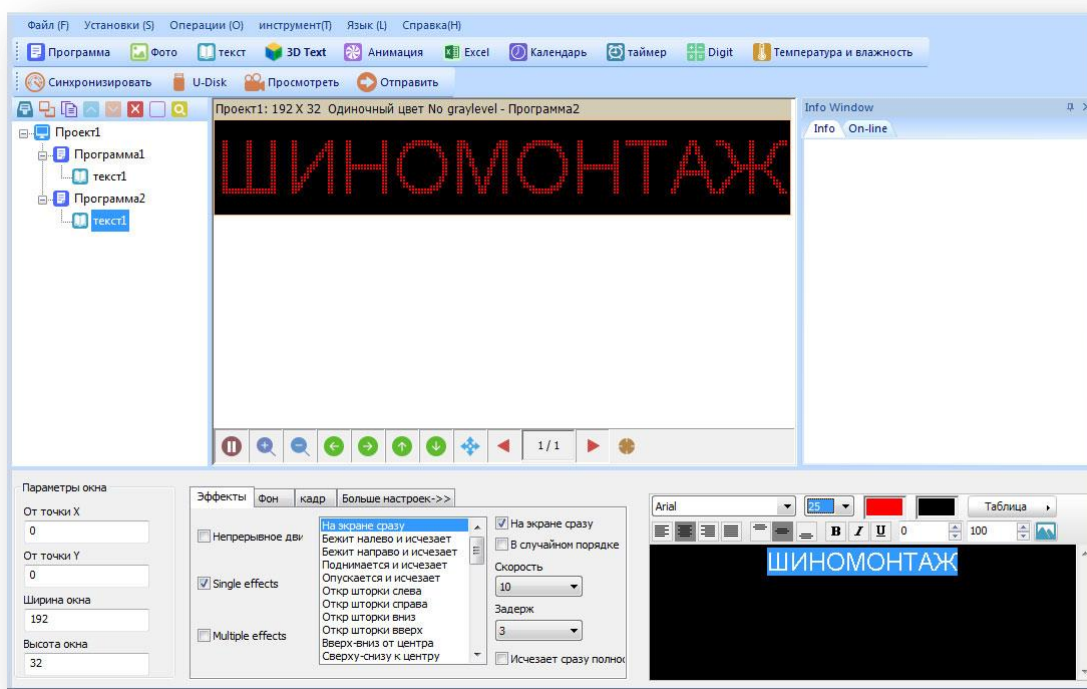 Файл (F) Установки (S) Операции (O) инструмент(T) Язык (L) Справка(H)
Программа Фото текст 3D Text Анимация Excel Календарь таймер Digit Температура и влажность
Синхронизировать U-Disk Просмотреть Отправить
Проект1: 192 X 32 Одиночный цвет No graylevel - Программа2
Info Window
Info On-line
Проект1
Программа1
текст1
Программа2
текст1
ШИНОМОНТАЖ
1/1
Параметры окна
От точки X
0
От точки Y
0
Ширина окна
192
Высота окна
32
Эффекты Фон кадр Больше настроек->>
Непрерывное дви
Single effects
Multiple effects
На экране сразу
Бежит налево и исчезает
Бежит направо и исчезает
Поднимается и исчезает
Опускается и исчезает
Откр шторки слева
Откр шторки справа
Откр шторки вниз
Откр шторки вверх
Вверх-вниз от центра
Сверху-снизу к центру
На экране сразу
В случайном порядке
Скорость
10
Задерж
3
Исчезает сразу полнос
Arial 25 Таблица
B I U 0 100
ШИНОМОНТАЖ